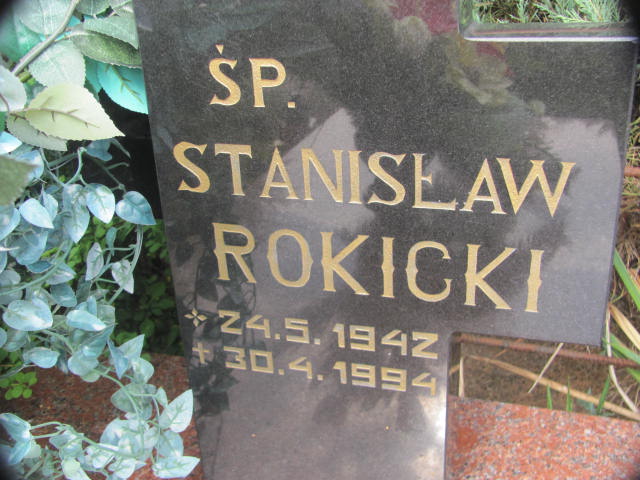 ŚP.
STANISŁAW
ROKICKI
* 24.5.1942
+ 30.4.1994